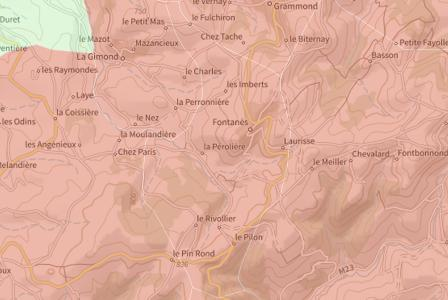 le Vernay
Grammond
750
Duret
le Petit Mas
le Fulchiron
le Mazot
Mazancieux
Chez Tache
le Biternay
Petite Fayolle
La Gimond
Basson
les Raymondes
le Charles
les Imberts
Laye
la Perronnière
la Coissière
le Nez
les Odins
Fontanès
la Moulandière
les Angénieux
la Pérolière
Laurisse
Chez Paris
le Meiller
Chevalard
Fontbonnod
le Rivollier
le Pilon
le Pin Rond
826
M23